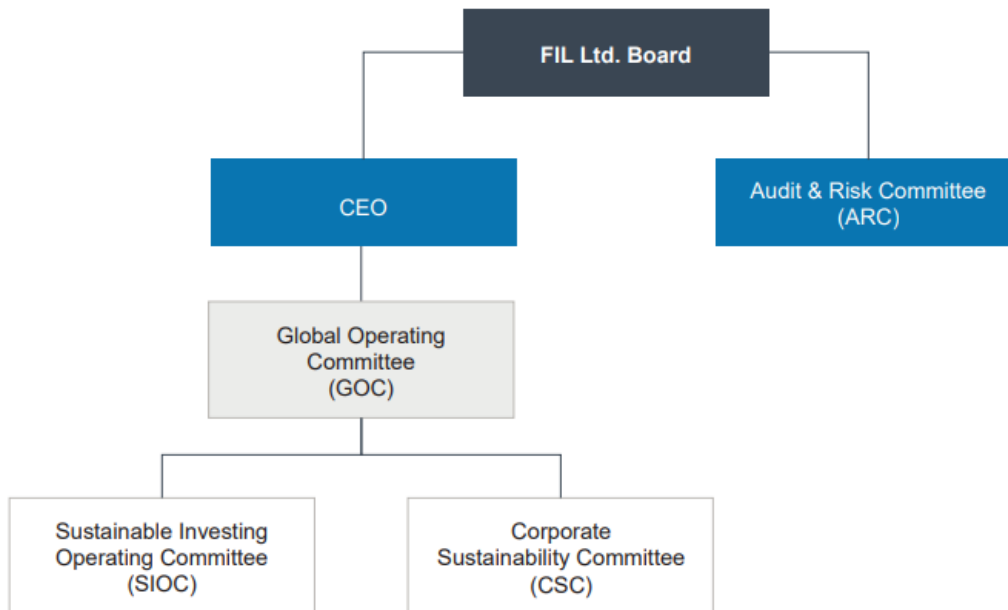 FIL Ltd. Board
CEO
Audit & Risk Committee
(ARC)
Global Operating
Committee
(GOC)
Sustainable Investing
Operating Committee
(SIOC)
Corporate
Sustainability Committee
(CSC)